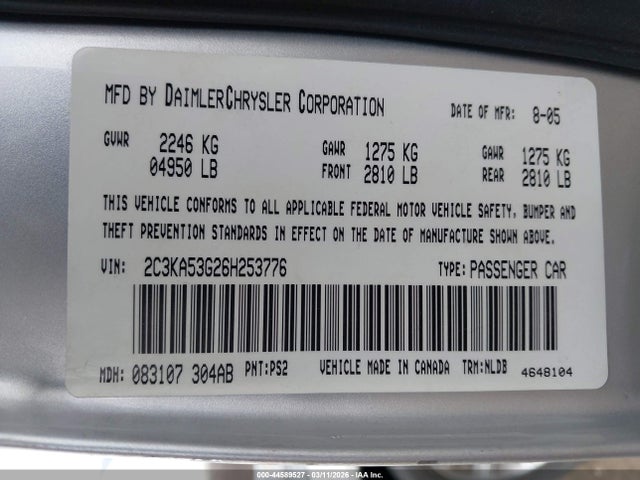 MFD BY DAIMLERCHRYSLER CORPORATION
DATE OF MFR: 8-05
GVWR 2246 KG
04950 LB
GAWR FRONT 1275 KG
2810 LB
GAWR REAR 1275 KG
2810 LB
THIS VEHICLE CONFORMS TO ALL APPLICABLE FEDERAL MOTOR VEHICLE SAFETY, BUMPER AND
THEFT PREVENTION STANDARDS IN EFFECT ON THE DATE OF MANUFACTURE SHOWN ABOVE.
VIN: 2C3KA53G26H253776 TYPE: PASSENGER CAR
MDH: 083107 304AB PNT:PS2 VEHICLE MADE IN CANADA TRM:NLDB 4648104
000-44589527 - 03/11/2026 - IAA Inc.